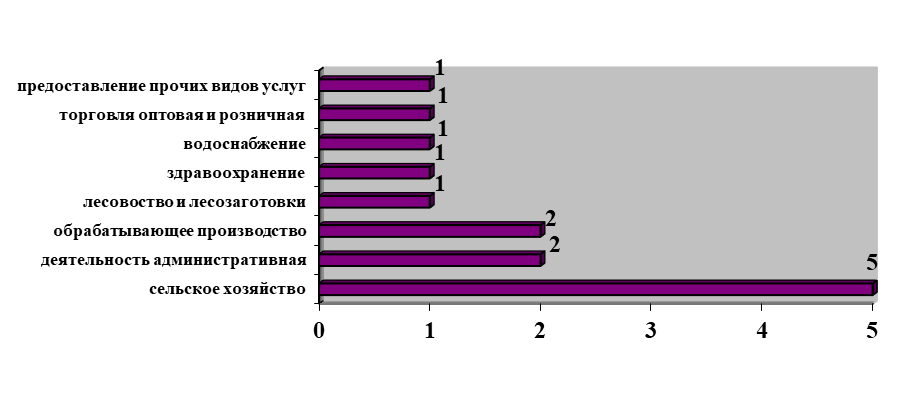 предоставление прочих видов услуг 1
торговля оптовая и розничная 1
водоснабжение 1
здравоохранение 1
лесовоство и лесозаготовки 1
обрабатывающее производство 2
деятельность административная 2
сельское хозяйство 5
0 1 2 3 4 5